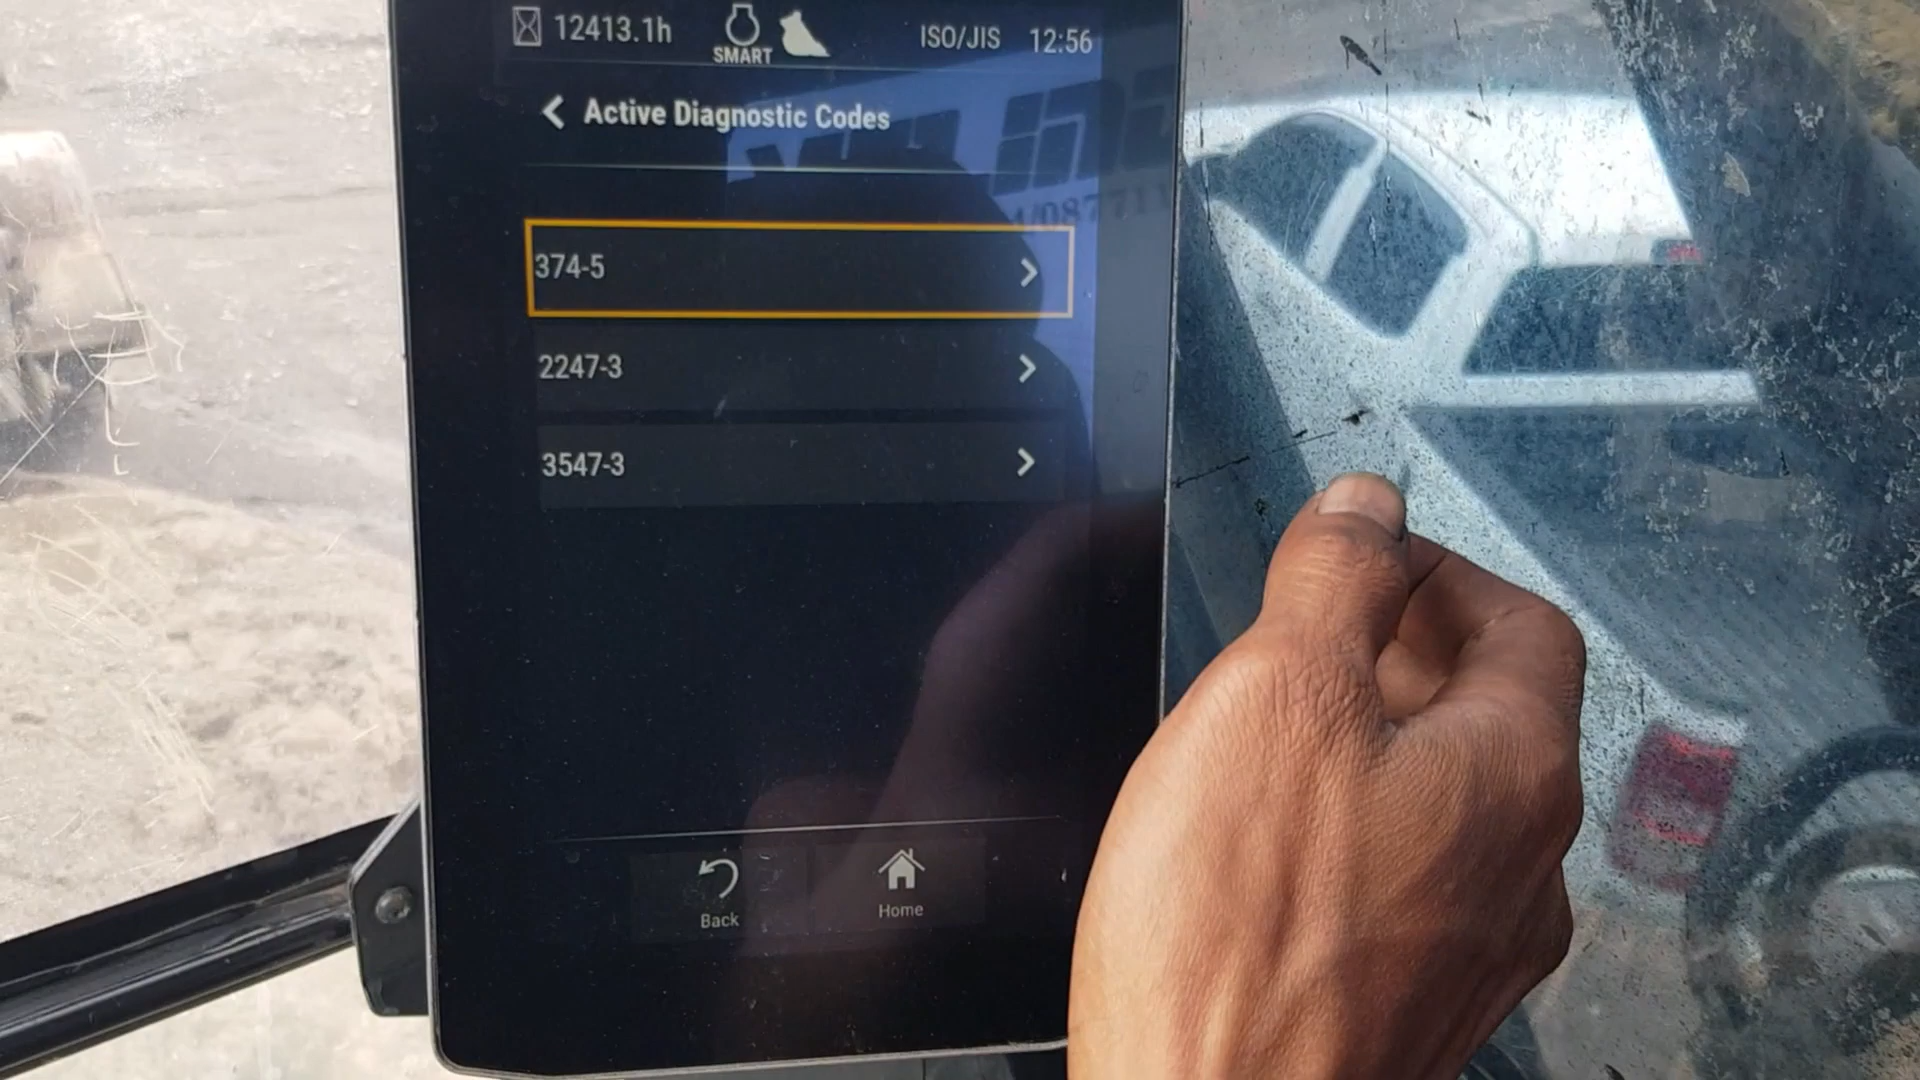 12413.1h
SMART
ISO/JIS 12:56
Active Diagnostic Codes
374-5
2247-3
3547-3
Back
Home